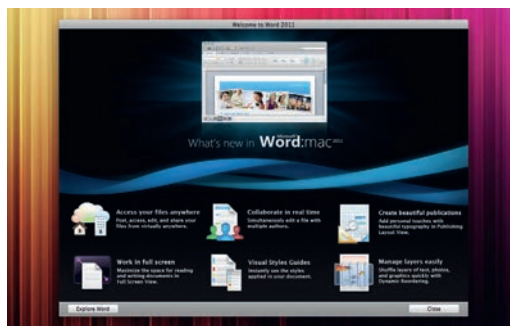 Welcome to Word 2011
What's new in Microsoft Word:mac 2011
Access your files anywhere
Post, access, edit, and share your
files from virtually anywhere.
Collaborate in real time
Simultaneously edit a file with
multiple authors.
Create beautiful publications
Add personal touches with
beautiful typography in Publishing
Layout View.
Work in full screen
Maximize the space for reading
and writing documents in
Full Screen View.
Visual Styles Guides
Instantly see the styles
applied in your document.
Manage layers easily
Shuffle layers of text, photos,
and graphics quickly with
Dynamic Reordering.
Explore Word
Close